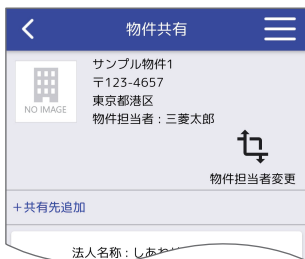 物件共有
サンプル物件1
〒123-4657
東京都港区
物件担当者：三菱太郎
NO IMAGE
物件担当者変更
+共有先追加
法人名称：しあわ